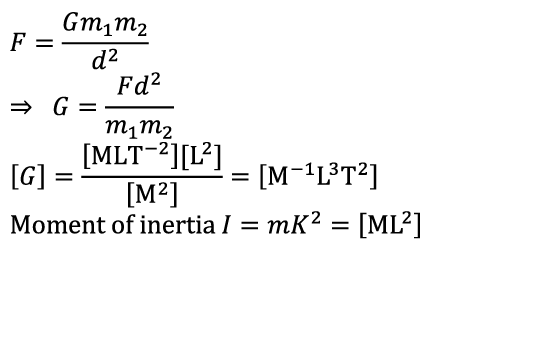 F = Gm₁m₂/d²
⇒ G = Fd²/m₁m₂
[G] = [MLT⁻²][L²]/[M²] = [M⁻¹L³T²]
Moment of inertia I = mK² = [ML²]